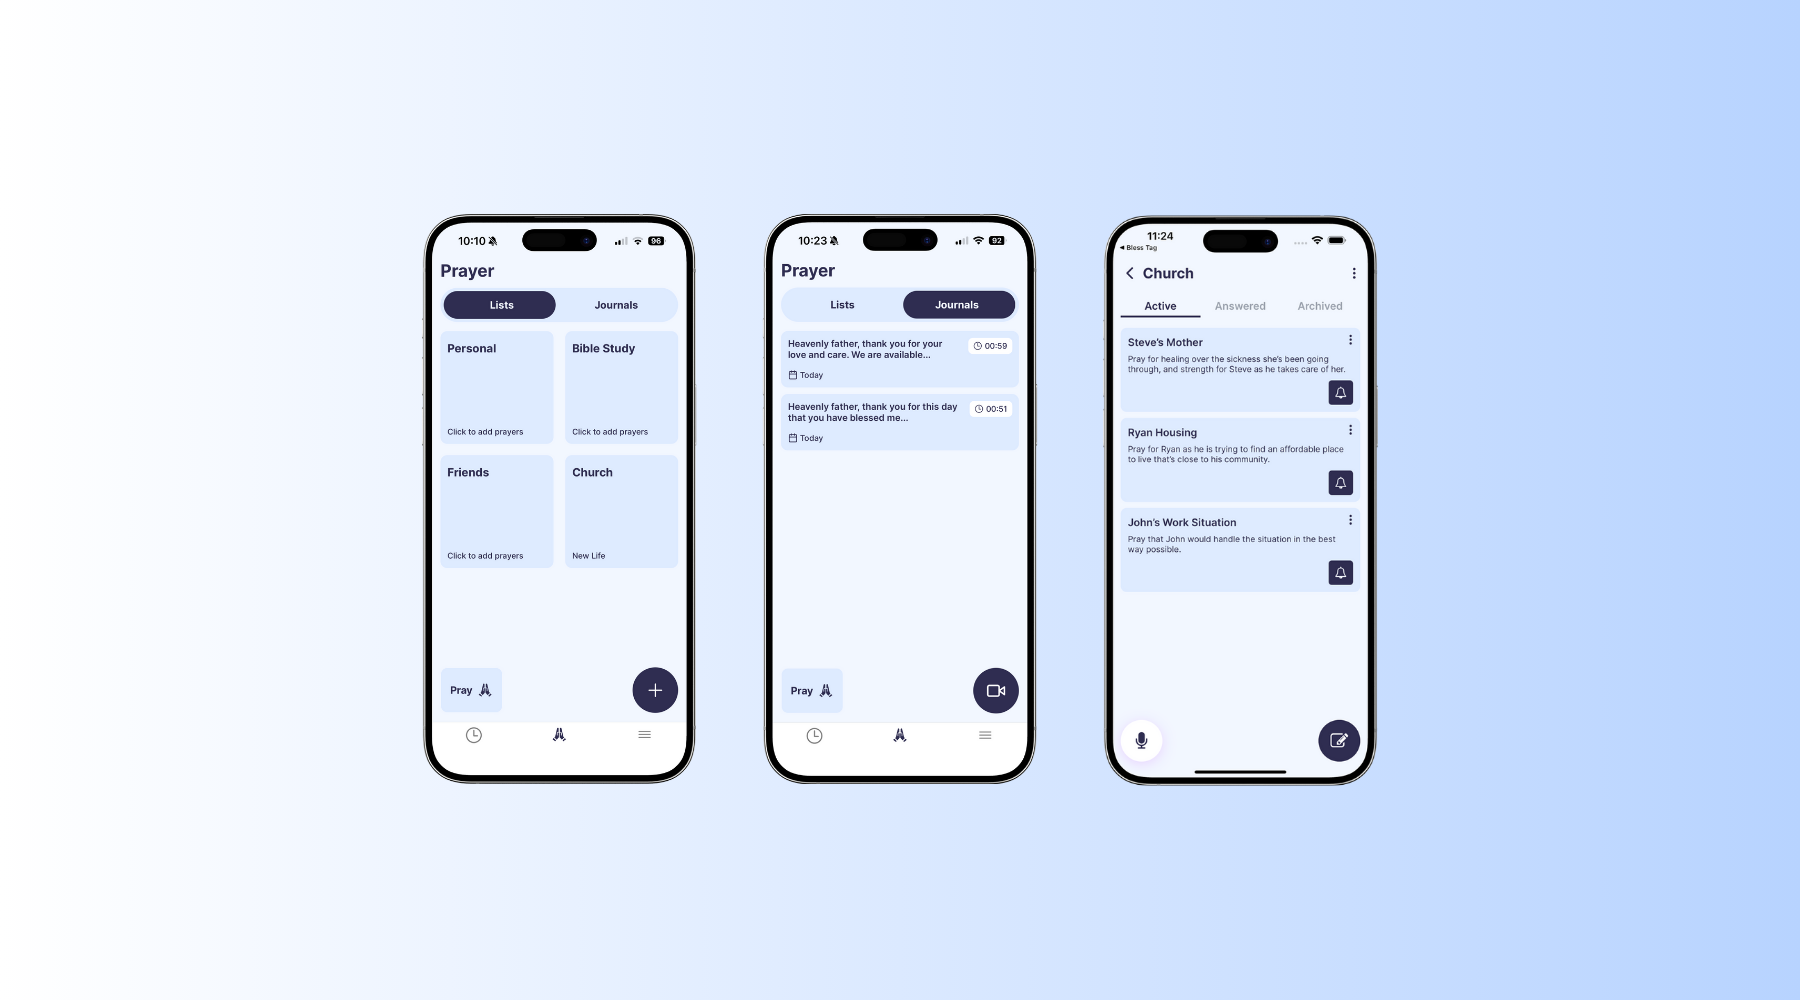 10:10
96
Prayer
Lists
Journals
Personal
Bible Study
Click to add prayers
Click to add prayers
Friends
Church
Click to add prayers
New Life
Pray
10:23
92
Prayer
Lists
Journals
Heavenly father, thank you for your
love and care. We are available...
00:59
Today
Heavenly father, thank you for this day
that you have blessed me...
00:51
Today
Pray
11:24
Bless Tag
Church
Active
Answered
Archived
Steve's Mother
Pray for healing over the sickness she's been going
through, and strength for Steve as he takes care of her.
Ryan Housing
Pray for Ryan as he is trying to find an affordable place
to live that's close to his community.
John's Work Situation
Pray that John would handle the situation in the best
way possible.